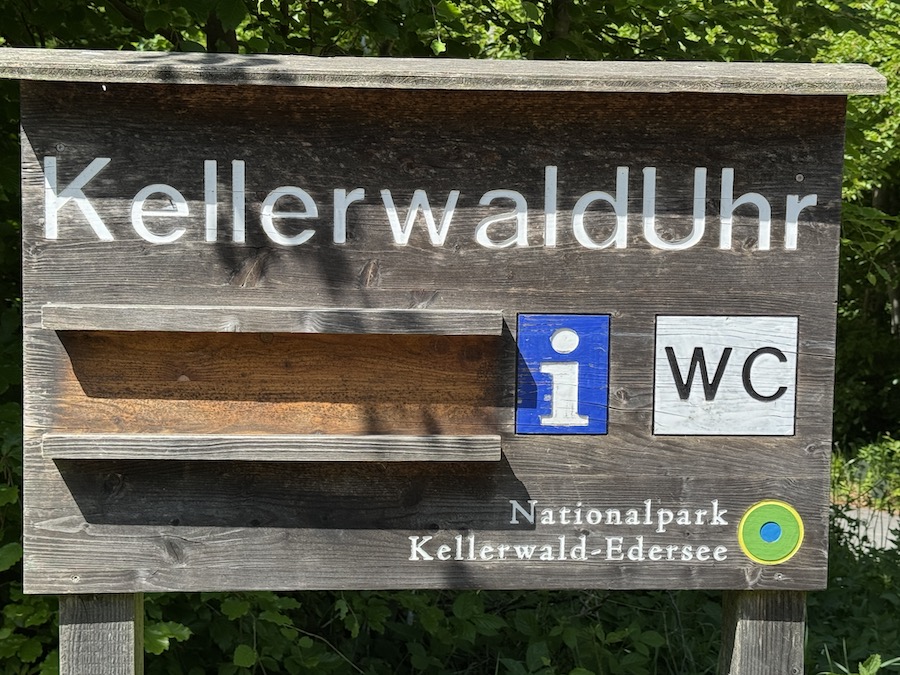 KellerwaldUhr
i
WC
Nationalpark
Kellerwald-Edersee